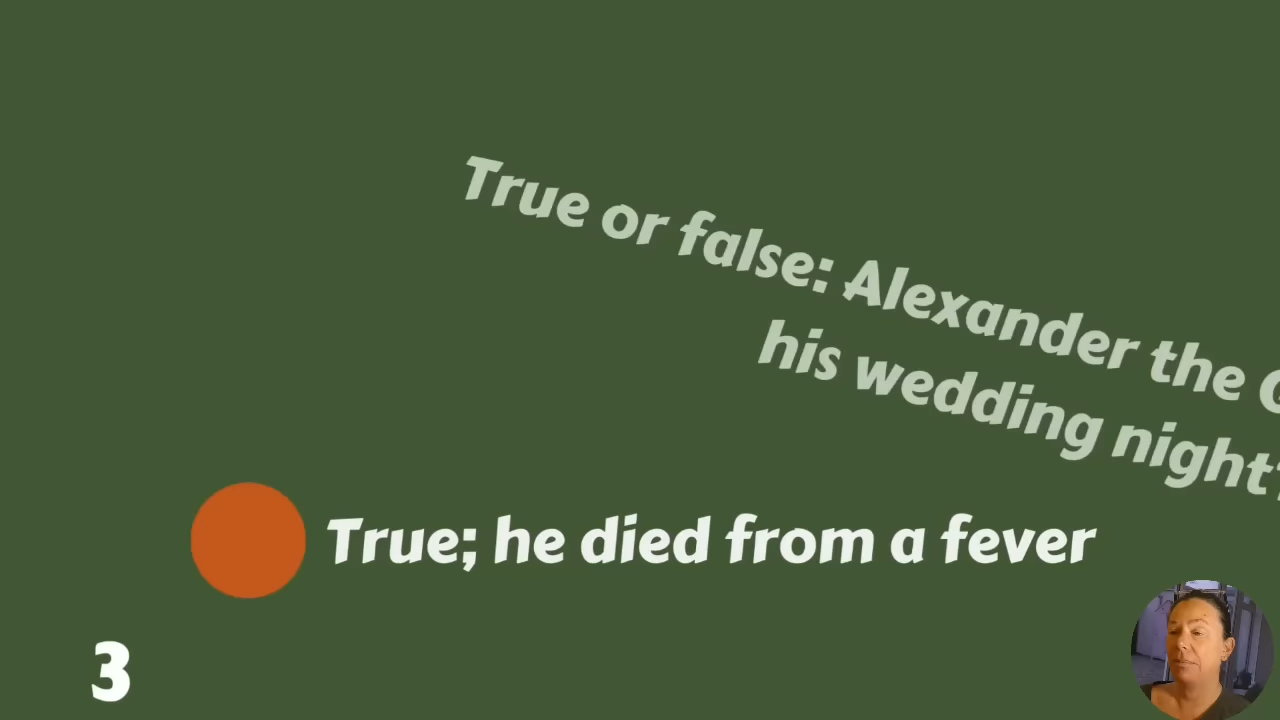 True or false: Alexander the
his wedding night?
True; he died from a fever
3